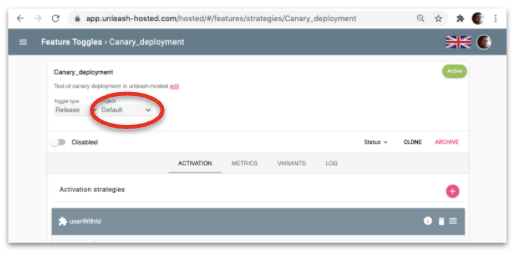 app.unleash-hosted.com/hosted/#/features/strategies/Canary_deployment
Feature Toggles › Canary_deployment
Canary_deployment
Active
Test of canary deployment in unleash-hosted edit
Toggle type
Release Default
Disabled Status CLONE ARCHIVE
ACTIVATION METRICS VARIANTS LOG
Activation strategies
userWithId